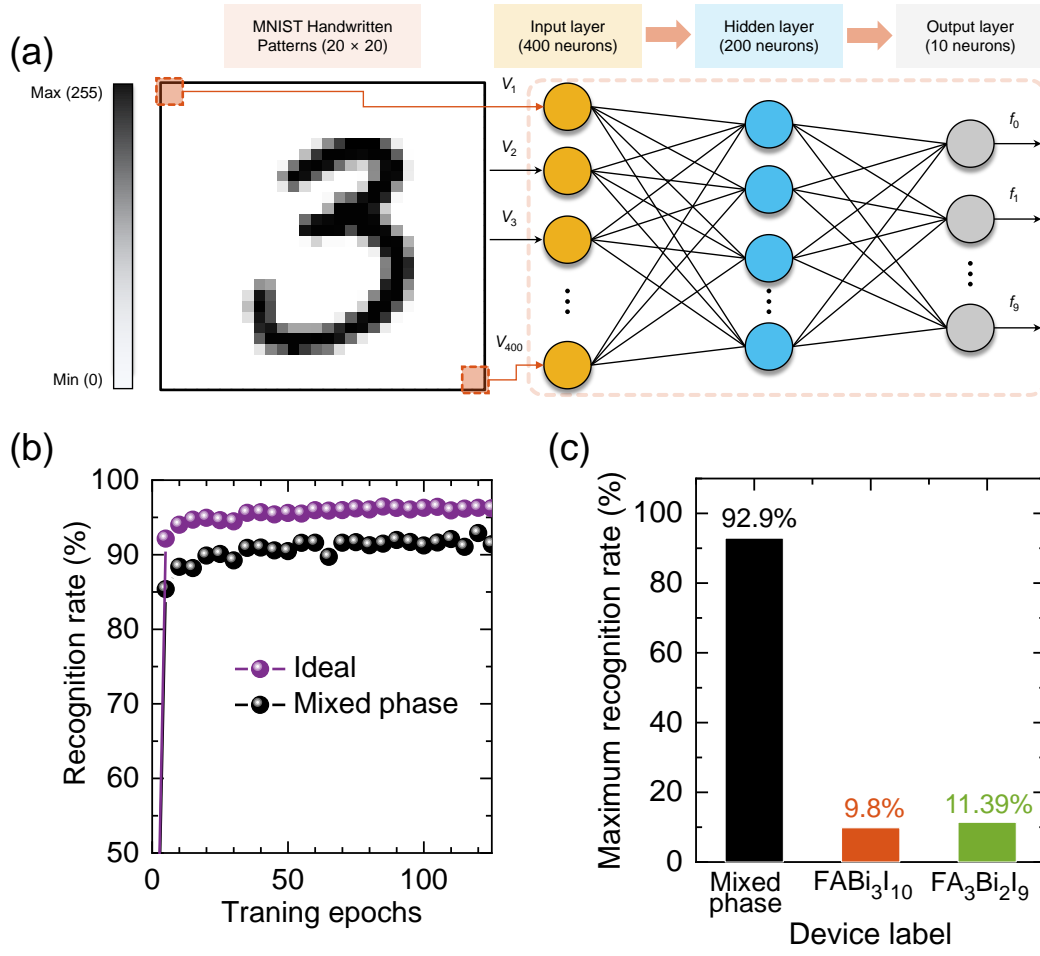 (a)
MNIST Handwritten
Patterns (20 × 20)
Input layer
(400 neurons)
Hidden layer
(200 neurons)
Output layer
(10 neurons)
Max (255)
Min (0)
V1
V2
V3
V400
f0
f1
f9
(b)
Recognition rate (%)
100
90
80
70
60
50
Ideal
Mixed phase
0
50
100
Traning epochs
(c)
Maximum recognition rate (%)
100
80
60
40
20
0
92.9%
9.8%
11.39%
Mixed
phase
FABi₃I₁₀
FA₃Bi₂I₉
Device label